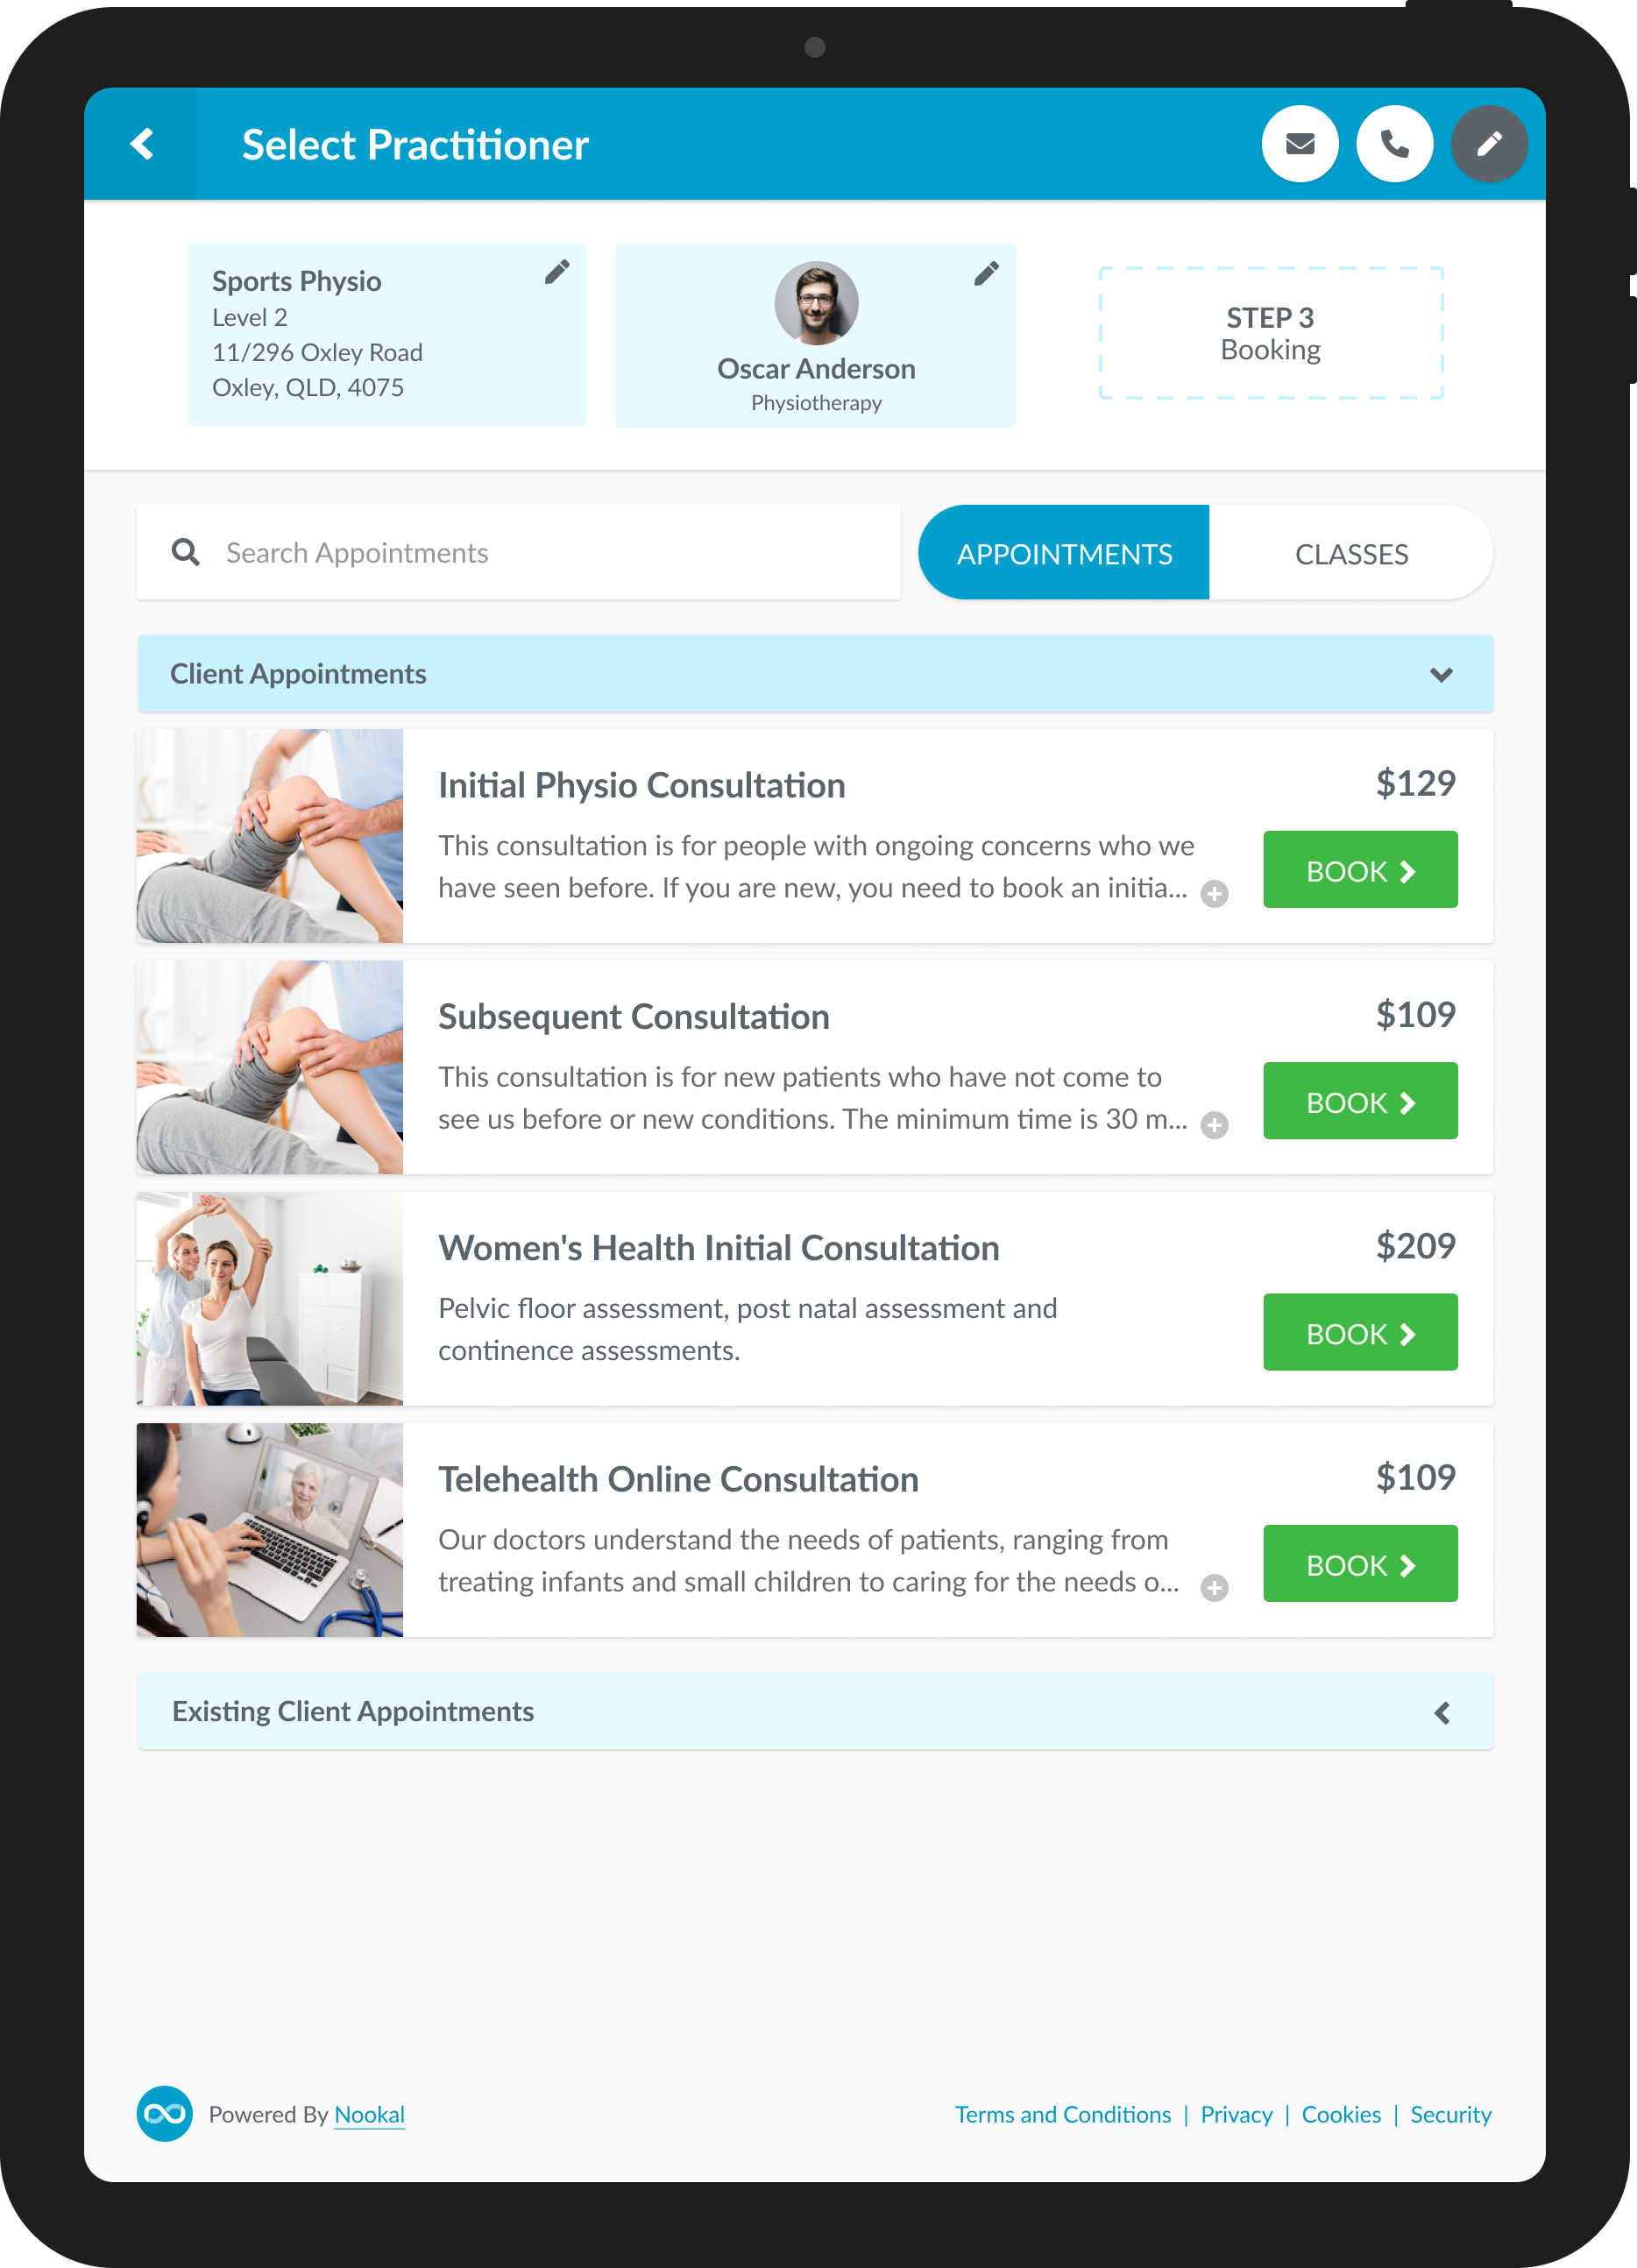 Select Practitioner
Sports Physio
Level 2
11/296 Oxley Road
Oxley, QLD, 4075
Oscar Anderson
Physiotherapy
STEP 3
Booking
Search Appointments
APPOINTMENTS
CLASSES
Client Appointments
Initial Physio Consultation
$129
This consultation is for people with ongoing concerns who we
have seen before. If you are new, you need to book an initia...
BOOK
Subsequent Consultation
$109
This consultation is for new patients who have not come to
see us before or new conditions. The minimum time is 30 m...
BOOK
Women's Health Initial Consultation
$209
Pelvic floor assessment, post natal assessment and
continence assessments.
BOOK
Telehealth Online Consultation
$109
Our doctors understand the needs of patients, ranging from
treating infants and small children to caring for the needs o...
BOOK
Existing Client Appointments
Powered By Nookal
Terms and Conditions | Privacy | Cookies | Security